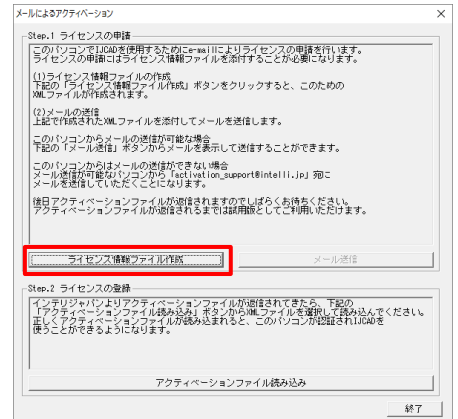 メールによるアクティベーション
Step.1 ライセンスの申請
このパソコンでIJCADを使用するためにe-mailによりライセンスの申請を行います。
ライセンスの申請にはライセンス情報ファイルを添付することが必要になります。
(1)ライセンス情報ファイルの作成
下記の「ライセンス情報ファイル作成」ボタンをクリックすると、このための
XMLファイルが作成されます。
(2)メールの送信
上記で作成されたXMLファイルを添付してメールを送信します。
このパソコンからメールの送信が可能な場合
下記の「メール送信」ボタンからメールを表示して送信することができます。
このパソコンからはメールの送信ができない場合
メール送信が可能なパソコンから「activation_support@intelli.jp」宛に
メールを送信していただくことになります。
後日アクティベーションファイルが返信されますのでしばらくお待ちください。
アクティベーションファイルが返信されるまでは試用版としてご利用いただけます。
ライセンス情報ファイル作成
メール送信
Step.2 ライセンスの登録
インテリジャパンよりアクティベーションファイルが返信されてきたら、下記の
「アクティベーションファイル読み込み」ボタンからXMLファイルを選択して読み込んでください。
正しくアクティベーションファイルが読み込まれると、このパソコンが認証されIJCADを
使うことができるようになります。
アクティベーションファイル読み込み
終了